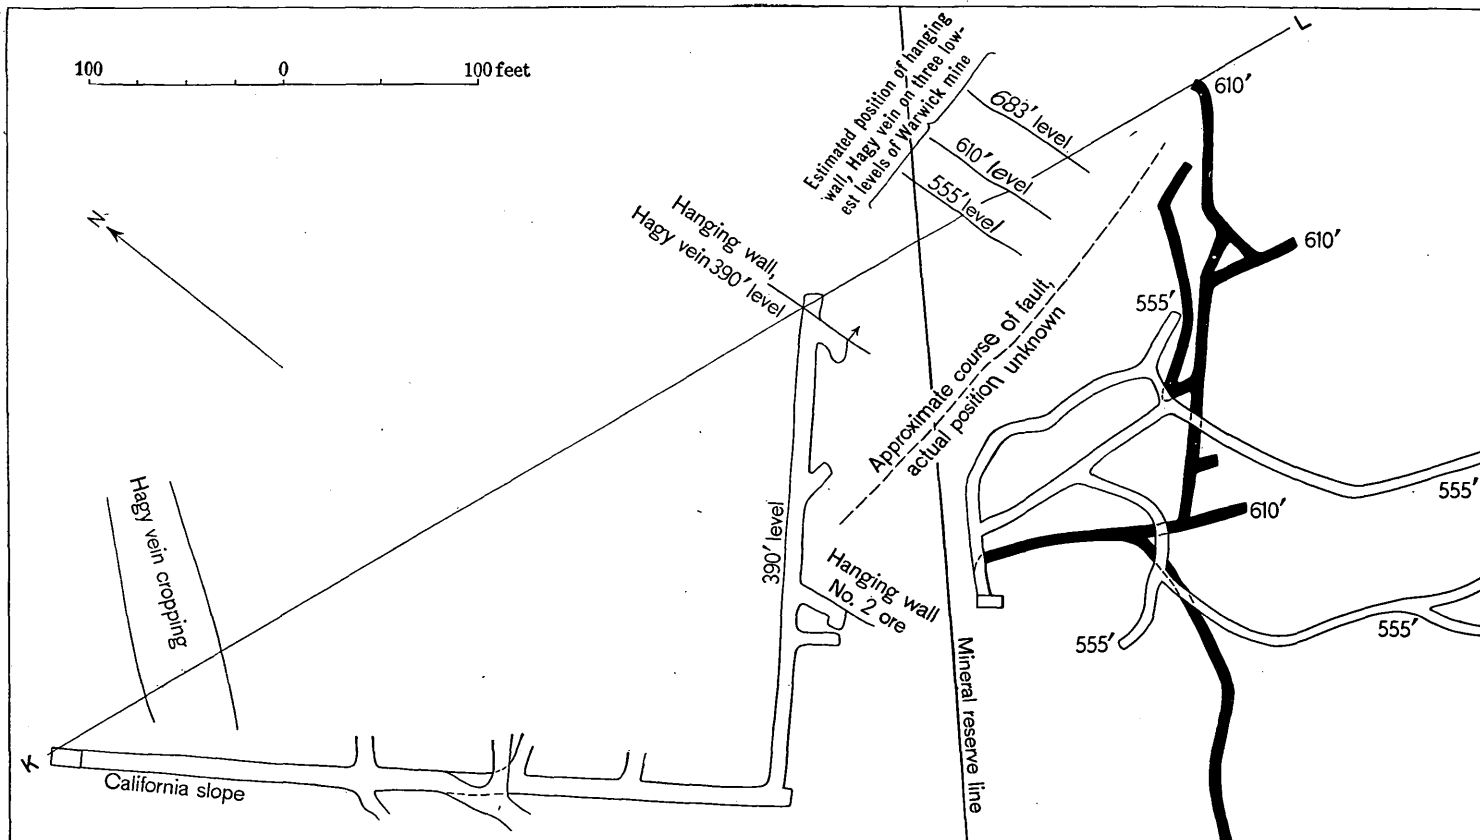 100 0 100 feet
Estimated position of hanging
wall, Hagy vein on three low-
est levels of Warwick mine
683' level
610' level
555' level
L
610'
N
Hanging wall,
Hagy vein 390' level
610'
555'
Approximate course of fault,
actual position unknown
Hagy vein cropping
390' level
555'
610'
Hanging wall
No. 2 ore
555'
555'
Mineral reserve line
K
California slope